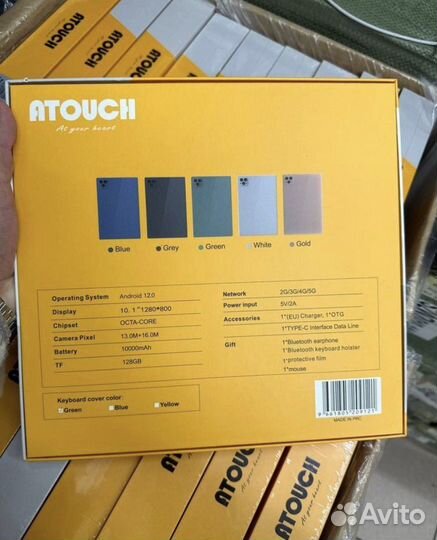 ATOUCH
ATOUCH
At your heart
Blue
Grey
Green
White
Gold
Operating System Android 12.0
Display 10.1"1280*800
Chipset OCTA-CORE
Camera Pixel 13.0M+16.0M
Battery 10000mAh
TF 128GB
Network 2G/3G/4G/5G
Power input 5V/2A
Accessories 1*(EU) Charger, 1*OTG
1*TYPE-C Interface Data Line
Gift 1*Bluetooth earphone
1*Bluetooth keyboard holster
1*protective film
1*mouse
Keyboard cover color:
Green Blue Yellow
MADE IN PRC
ATOUCH
ATOUCH
ATOUCH
Avito